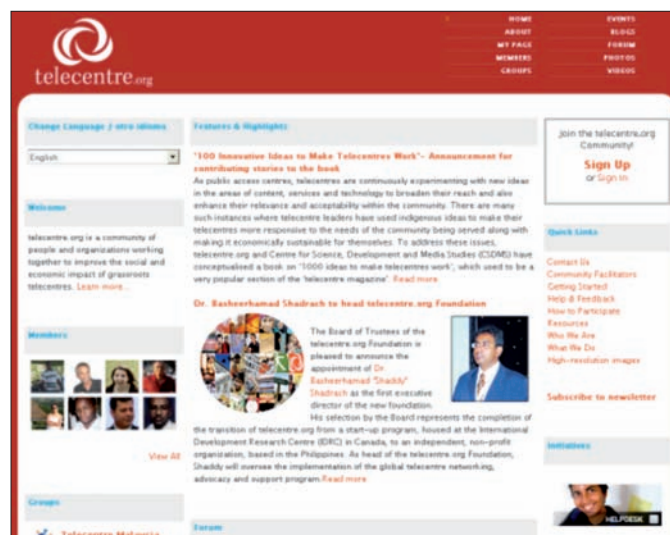 telecentre.org
HOME
ABOUT
MY PAGE
MEMBERS
GROUPS
EVENTS
BLOGS
FORUM
PHOTOS
VIDEOS
Change Language / otro idioma
English
Welcome
telecentre.org is a community of
people and organizations working
together to improve the social and
economic impact of grassroots
telecentres. Learn more...
Members
View All
Groups
Telecentre Malaysia
Features & Highlights
"100 Innovative Ideas to Make Telecentres Work"- Announcement for
contributing stories to the book
As public access centres, telecentres are continuously experimenting with new ideas
in the areas of content, services and technology to broaden their reach and also
enhance their relevance and acceptability within the community. There are many
such instances where telecentre leaders have used indigenous ideas to make their
telecentres more responsive to the needs of the community being served along with
making it economically sustainable for themselves. To address these issues,
telecentre.org and Centre for Science, Development and Media Studies (CSDMS) have
conceptualised a book on '1000 ideas to make telecentres work', which used to be a
very popular section of the 'telecentre magazine'. Read more
Dr. Basheerhamad Shadrach to head telecentre.org Foundation
The Board of Trustees of the
telecentre.org Foundation is
pleased to announce the
appointment of Dr.
Basheerhamad "Shaddy"
Shadrach as the first executive
director of the new foundation.
His selection by the Board represents the completion of
the transition of telecentre.org from a start-up program, housed at the International
Development Research Centre (IDRC) in Canada, to an independent, non-profit
organization, based in the Philippines. As head of the telecentre.org Foundation,
Shaddy will oversee the implementation of the global telecentre networking,
advocacy and support program.Read more
Forum
Join the telecentre.org
Community!
Sign Up
or Sign In
Quick Links
Contact Us
Community Facilitators
Getting Started
Help & Feedback
How to Participate
Resources
Who We Are
What We Do
High-resolution images
Subscribe to newsletter
Initiatives
HELPDESK